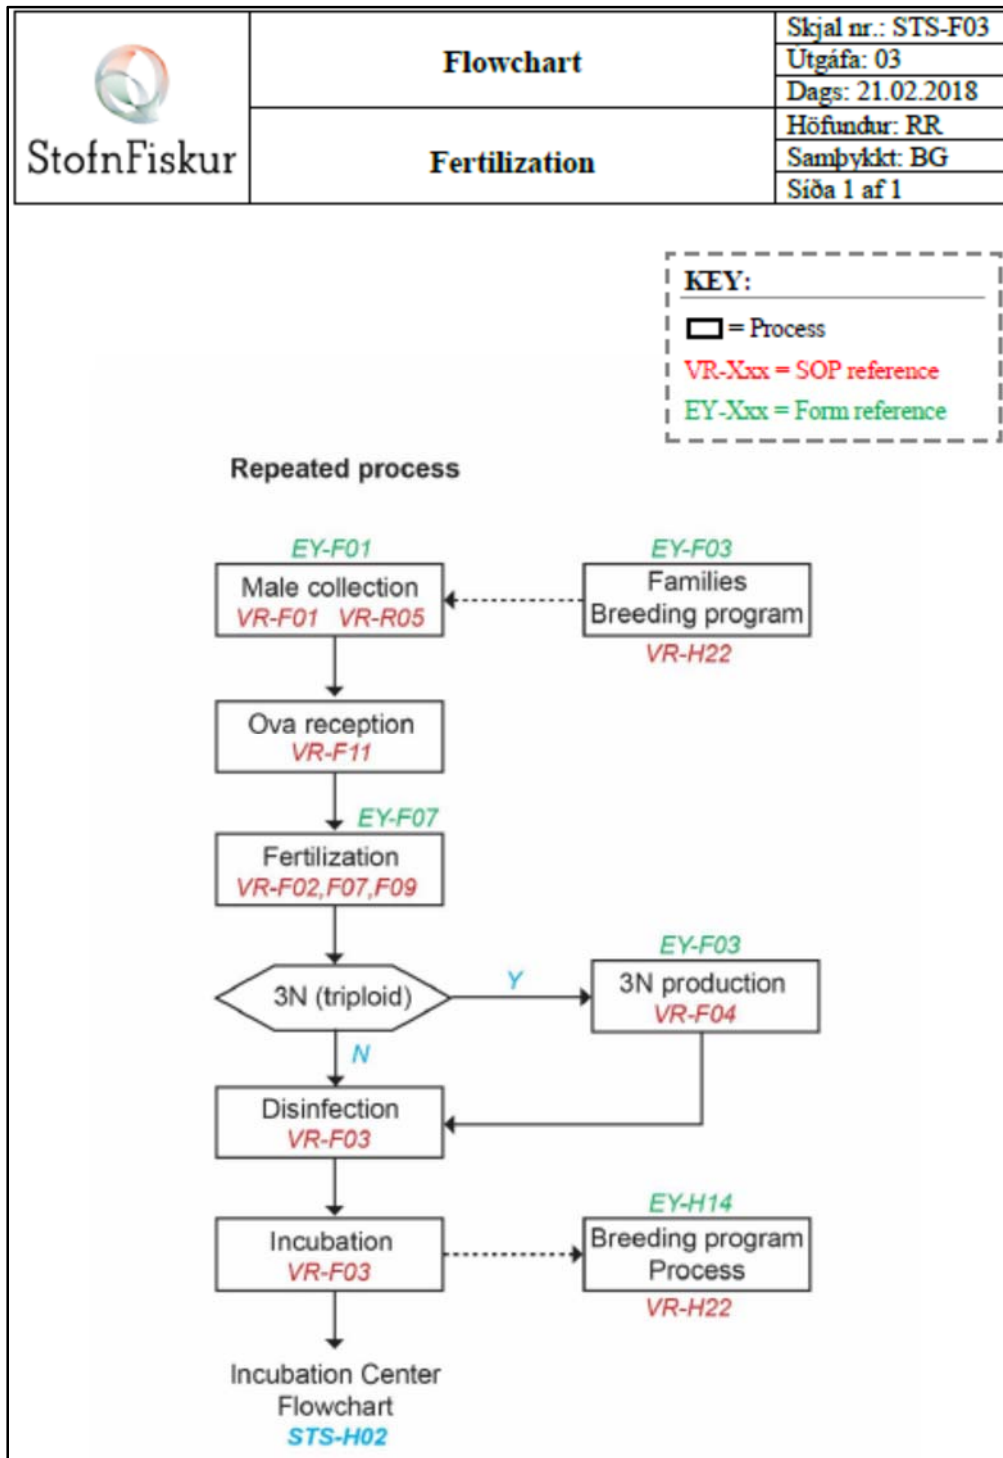 StofnFiskur
Flowchart
Fertilization
Skjal nr.: STS-F03
Útgáfa: 03
Dags: 21.02.2018
Höfundur: RR
Samþykkt: BG
Síða 1 af 1
KEY:
= Process
VR-Xxx = SOP reference
EY-Xxx = Form reference
Repeated process
EY-F01
Male collection
VR-F01 VR-R05
EY-F03
Families
Breeding program
VR-H22
Ova reception
VR-F11
EY-F07
Fertilization
VR-F02,F07,F09
3N (triploid)
Y
EY-F03
3N production
VR-F04
N
Disinfection
VR-F03
Incubation
VR-F03
EY-H14
Breeding program
Process
VR-H22
Incubation Center
Flowchart
STS-H02